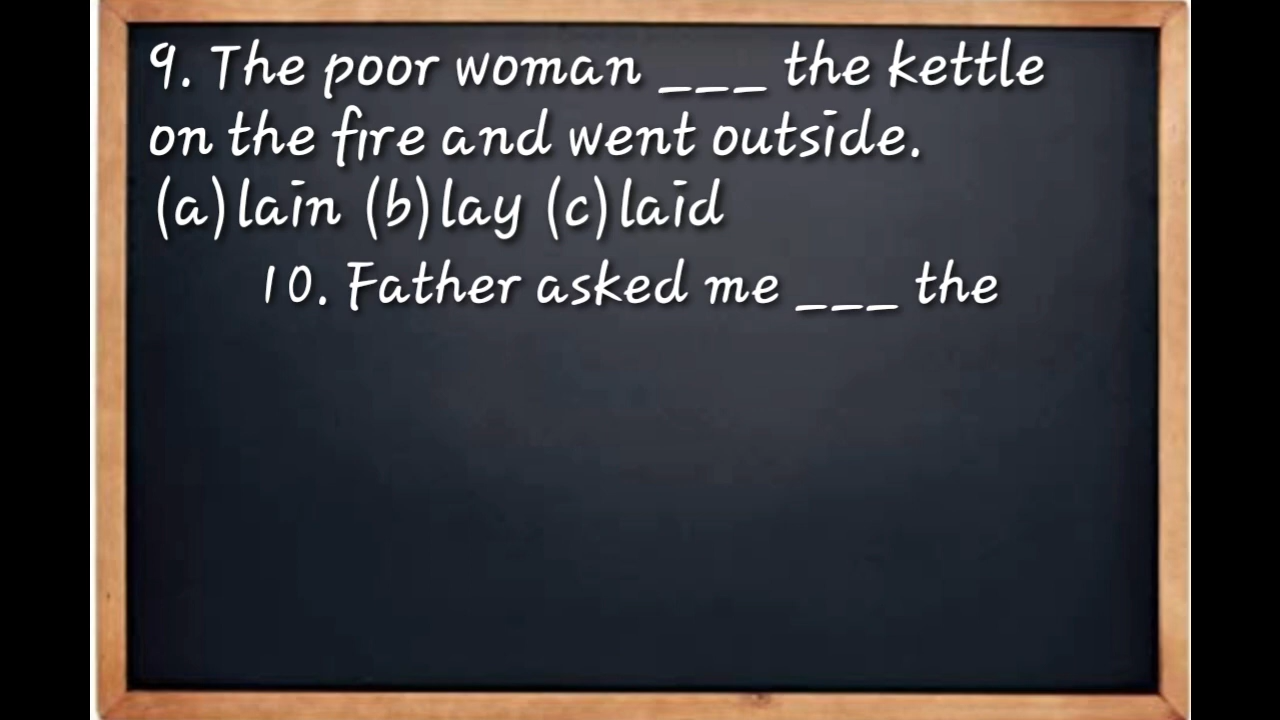 9. The poor woman ___ the kettle
on the fire and went outside.
(a)lain (b)lay (c)laid
10. Father asked me ___ the